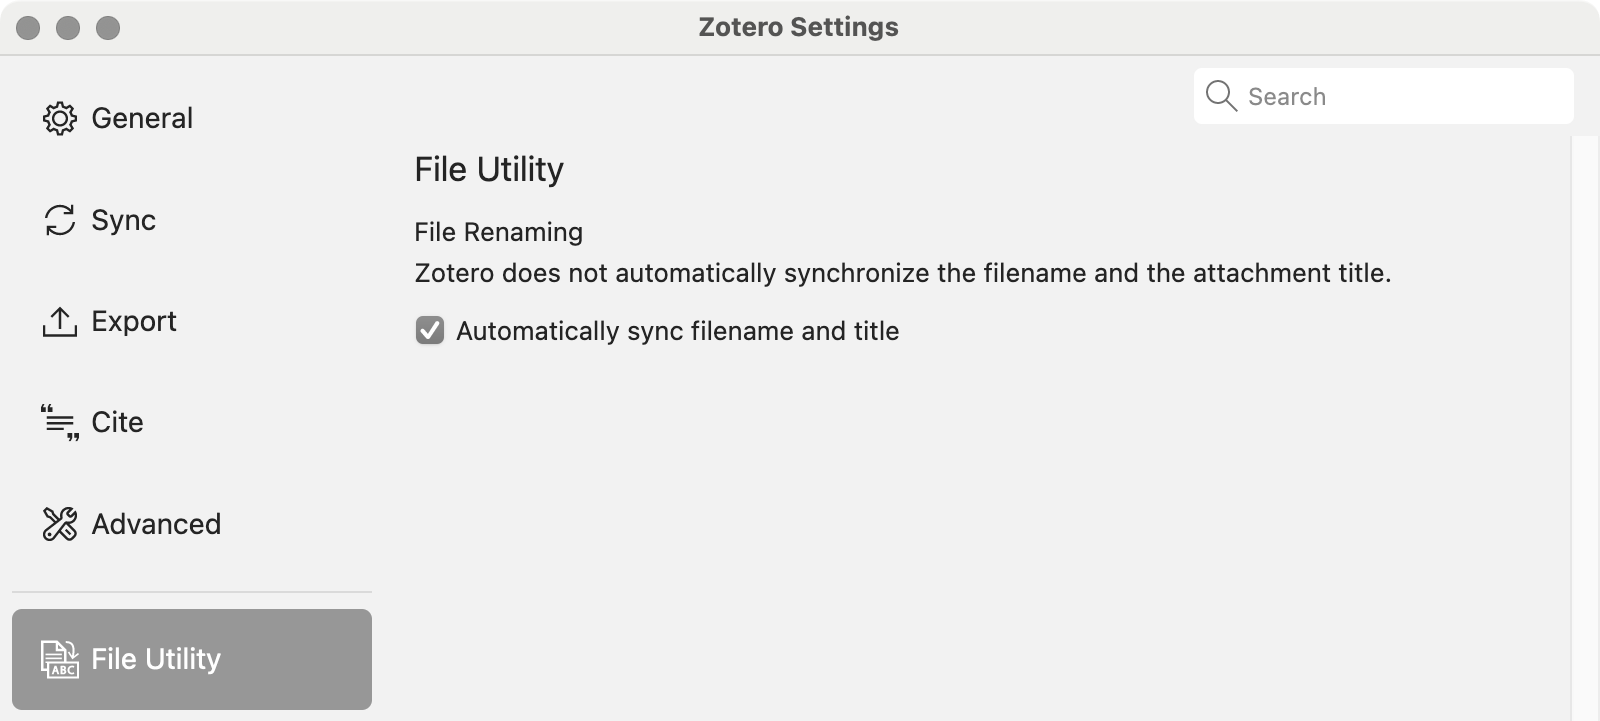 Zotero Settings
Search
General
Sync
Export
Cite
Advanced
ABC
File Utility
File Utility
File Renaming
Zotero does not automatically synchronize the filename and the attachment title.
Automatically sync filename and title